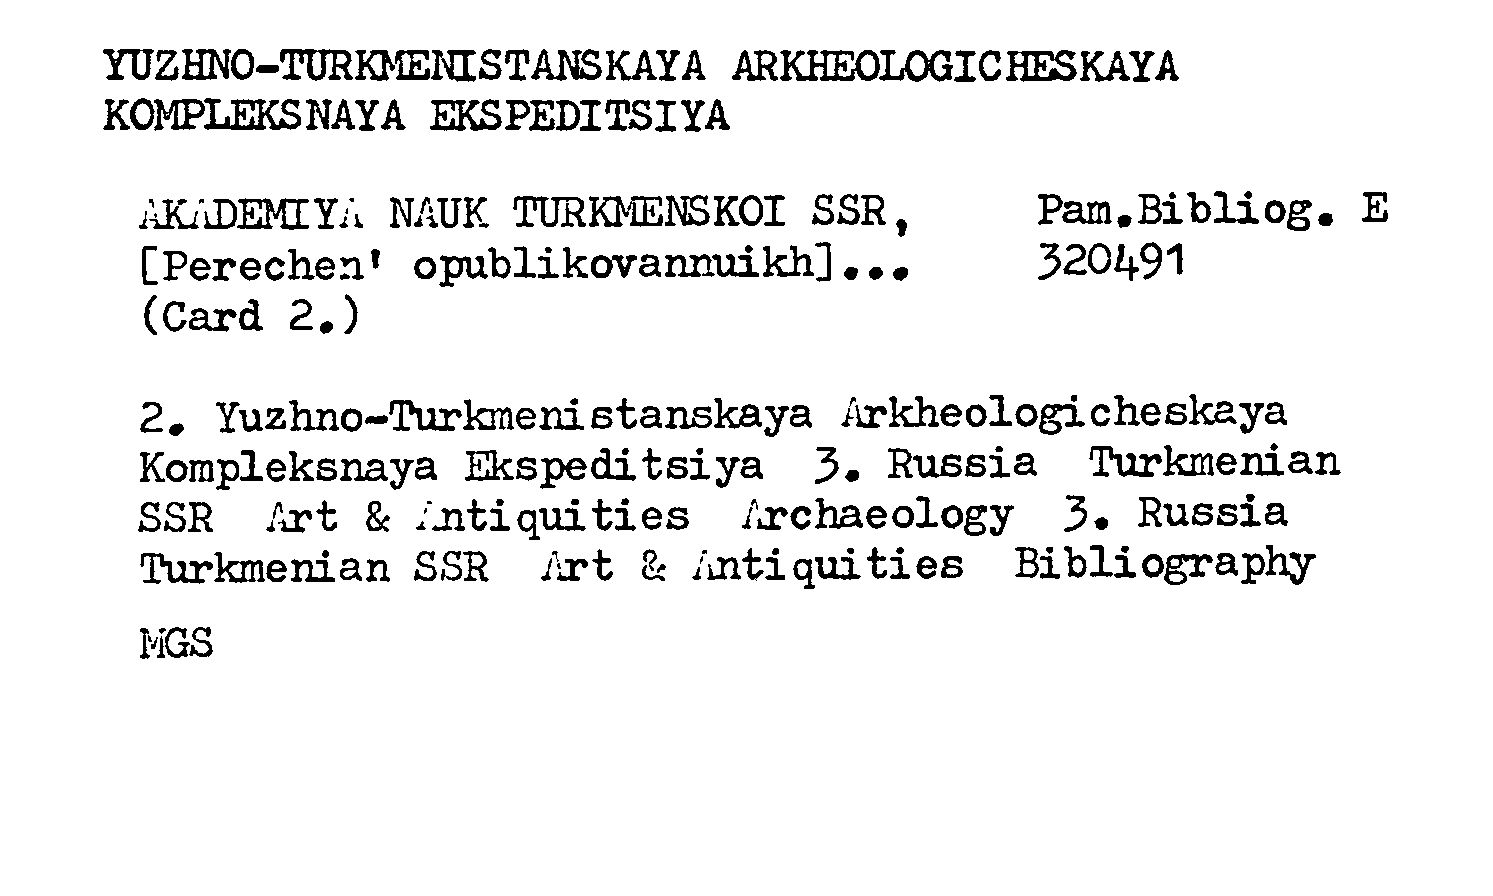 YUZHNO-TURKMENISTANSKAYA ARKHEOLOGICHESKAYA
KOMPLEKSNAYA EKSPEDITSIYA
AKADEMIYA NAUK TURKMENSKOI SSR, Pam.Bibliog. E
[Perechen' opublikovannuikh]... 320491
(Card 2.)
2. Yuzhno-Turkmenistanskaya Arkheologicheskaya
Kompleksnaya Ekspeditsiya 3. Russia Turkmenian
SSR Art & Antiquities Archaeology 3. Russia
Turkmenian SSR Art & Antiquities Bibliography
MGS